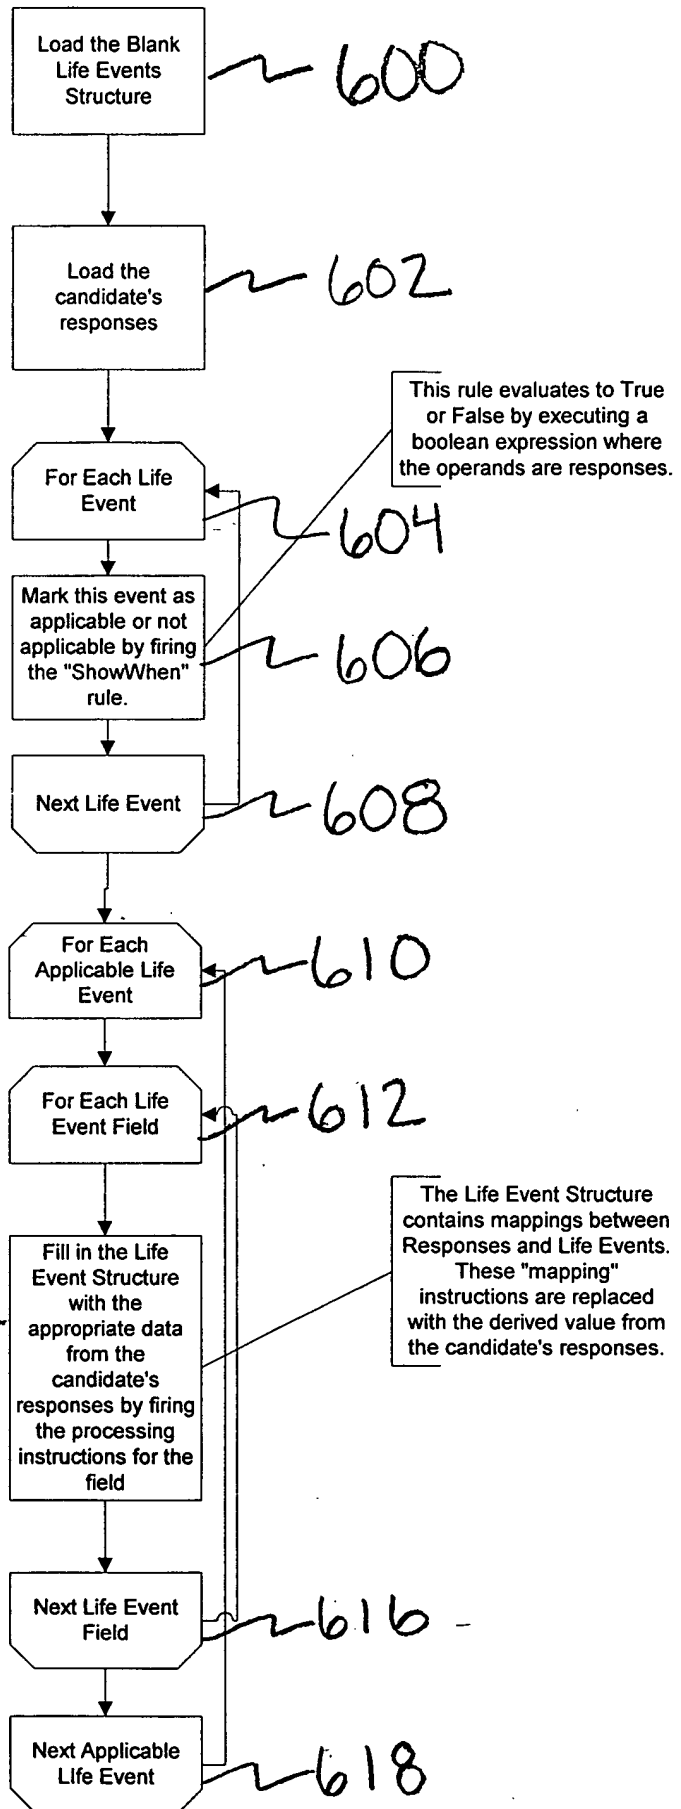 Load the Blank
Life Events
Structure
600
Load the
candidate's
responses
602
This rule evaluates to True
or False by executing a
boolean expression where
the operands are responses.
For Each Life
Event
604
Mark this event as
applicable or not
applicable by firing
the "ShowWhen"
rule.
606
Next Life Event
608
For Each
Applicable Life
Event
610
For Each Life
Event Field
612
The Life Event Structure
contains mappings between
Responses and Life Events.
These "mapping"
instructions are replaced
with the derived value from
the candidate's responses.
Fill in the Life
Event Structure
with the
appropriate data
from the
candidate's
responses by firing
the processing
instructions for the
field
Next Life Event
Field
616
Next Applicable
Life Event
618